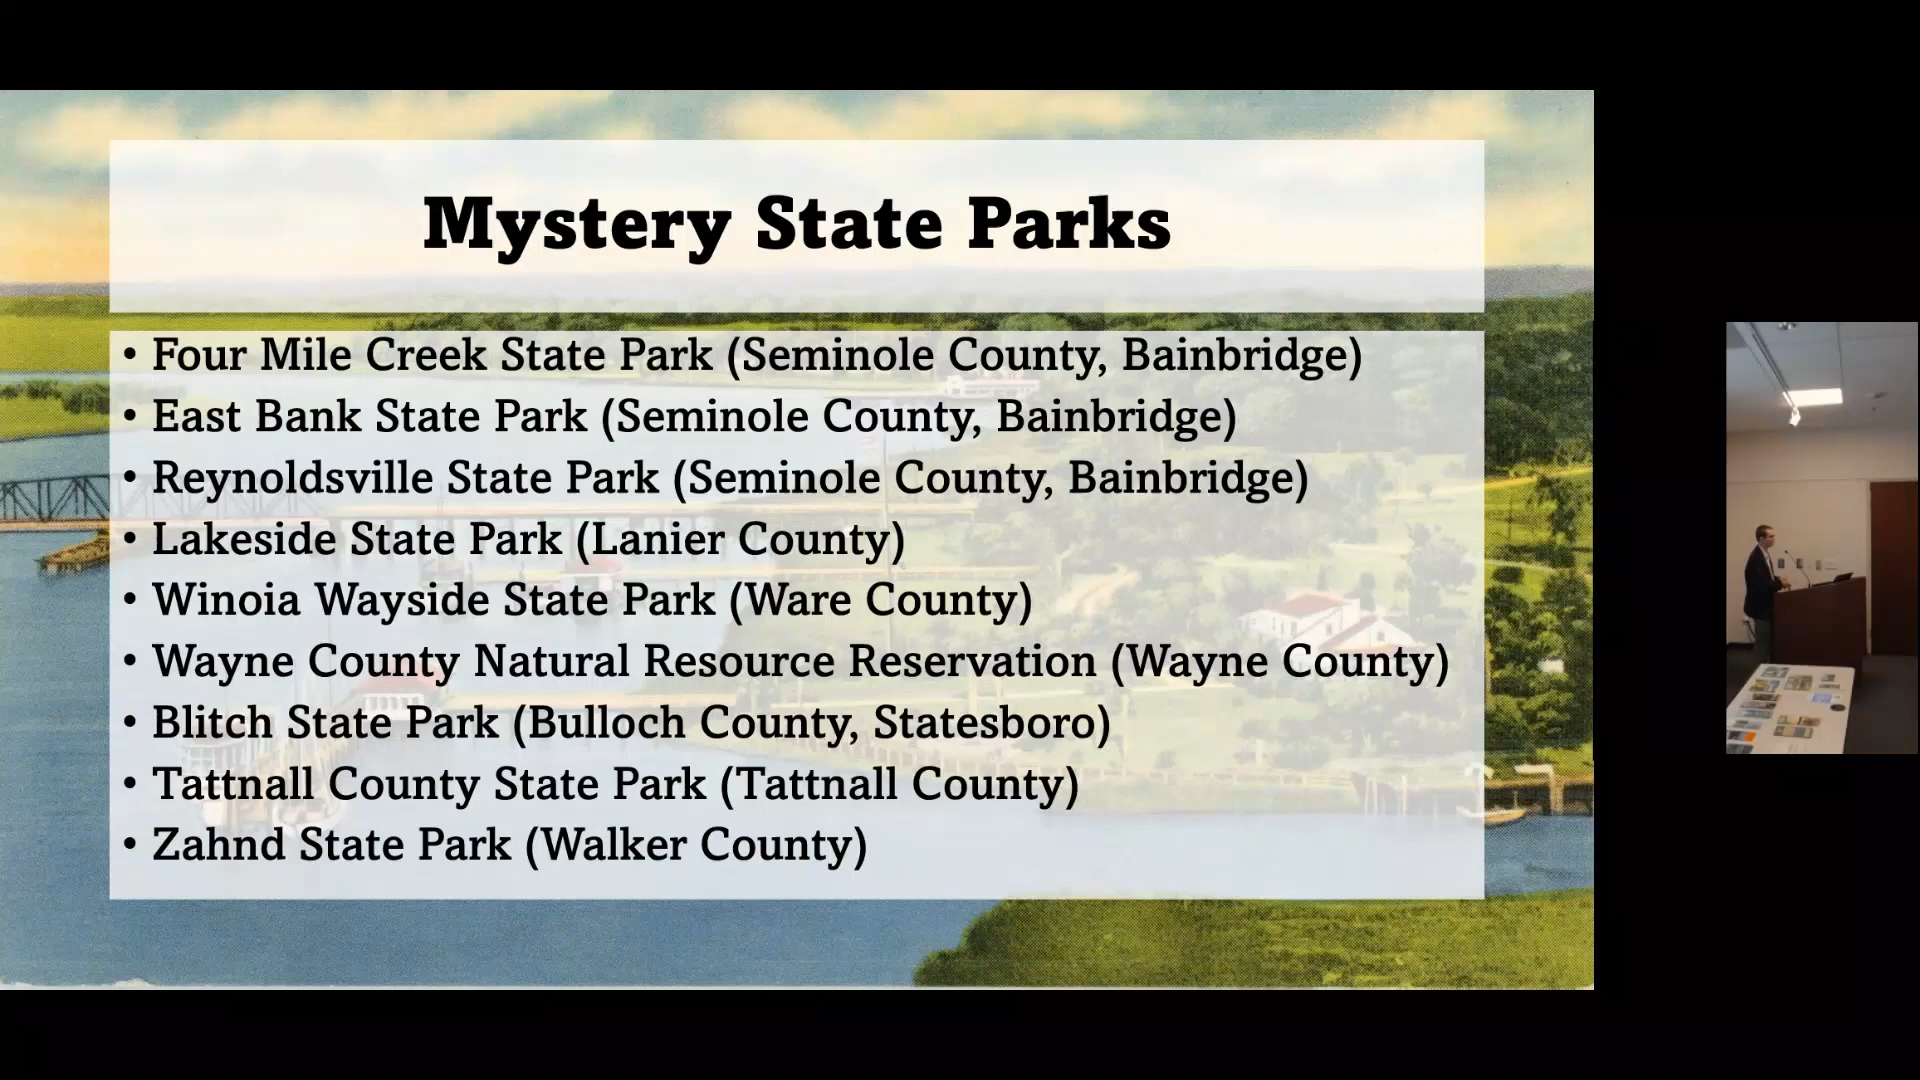 Mystery State Parks
• Four Mile Creek State Park (Seminole County, Bainbridge)
• East Bank State Park (Seminole County, Bainbridge)
• Reynoldsville State Park (Seminole County, Bainbridge)
• Lakeside State Park (Lanier County)
• Winoia Wayside State Park (Ware County)
• Wayne County Natural Resource Reservation (Wayne County)
• Blitch State Park (Bulloch County, Statesboro)
• Tattnall County State Park (Tattnall County)
• Zahnd State Park (Walker County)